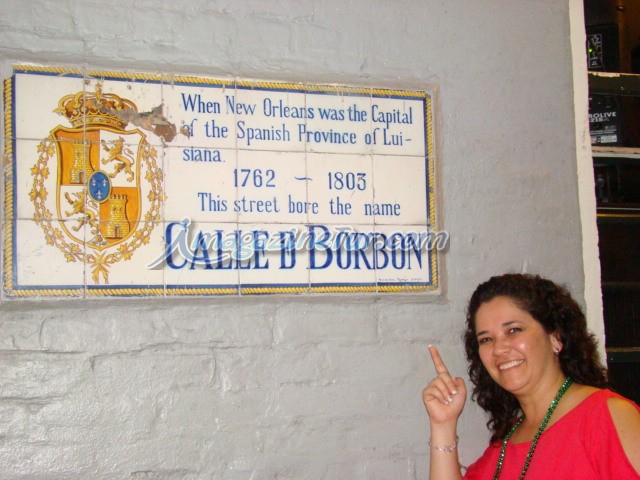 When New Orleans was the Capital
of the Spanish Province of Lui-
siana.
1762 – 1803
This street bore the name
CALLE D BORBON